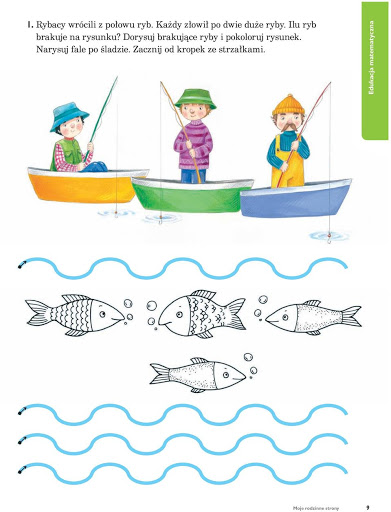 1. Rybacy wrócili z połowu ryb. Każdy złowił po dwie duże ryby. Ilu ryb
brakuje na rysunku? Dorysuj brakujące ryby i pokoloruj rysunek.
Narysuj fale po śladzie. Zacznij od kropek ze strzałkami.
Edukacja matematyczna
Moje rodzinne strony
9